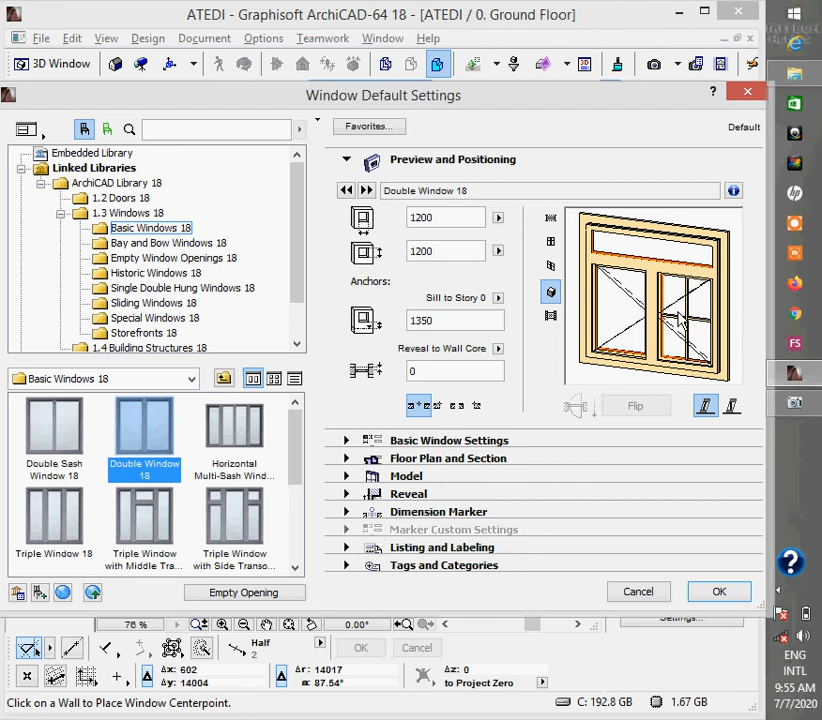 ATEDI - Graphisoft ArchiCAD-64 18 - [ATEDI / 0. Ground Floor]
File Edit View Design Document Options Teamwork Window Help
3D Window
Window Default Settings
?
Favorites...
Default
Embedded Library
Linked Libraries
ArchiCAD Library 18
1.2 Doors 18
1.3 Windows 18
Basic Windows 18
Bay and Bow Windows 18
Empty Window Openings 18
Historic Windows 18
Single Double Hung Windows 18
Sliding Windows 18
Special Windows 18
Storefronts 18
1.4 Building Structures 18
Basic Windows 18
Double Sash Window 18
Double Window 18
Horizontal Multi-Sash Wind...
Triple Window 18
Triple Window with Middle Tra...
Triple Window with Side Transo...
Empty Opening
Preview and Positioning
Double Window 18
1200
1200
Anchors:
Sill to Story 0
1350
Reveal to Wall Core
0
Flip
Basic Window Settings
Floor Plan and Section
Model
Reveal
Dimension Marker
Marker Custom Settings
Listing and Labeling
Tags and Categories
Cancel OK
76 %
0.00°
Settings...
Half
2
OK Cancel
Δx: 602
Δy: 14004
Δr: 14017
a: 87.54°
Δz: 0
to Project Zero
Click on a Wall to Place Window Centerpoint.
C: 192.8 GB
1.67 GB
hp
FS
?
ENG
INTL
9:55 AM
7/7/2020